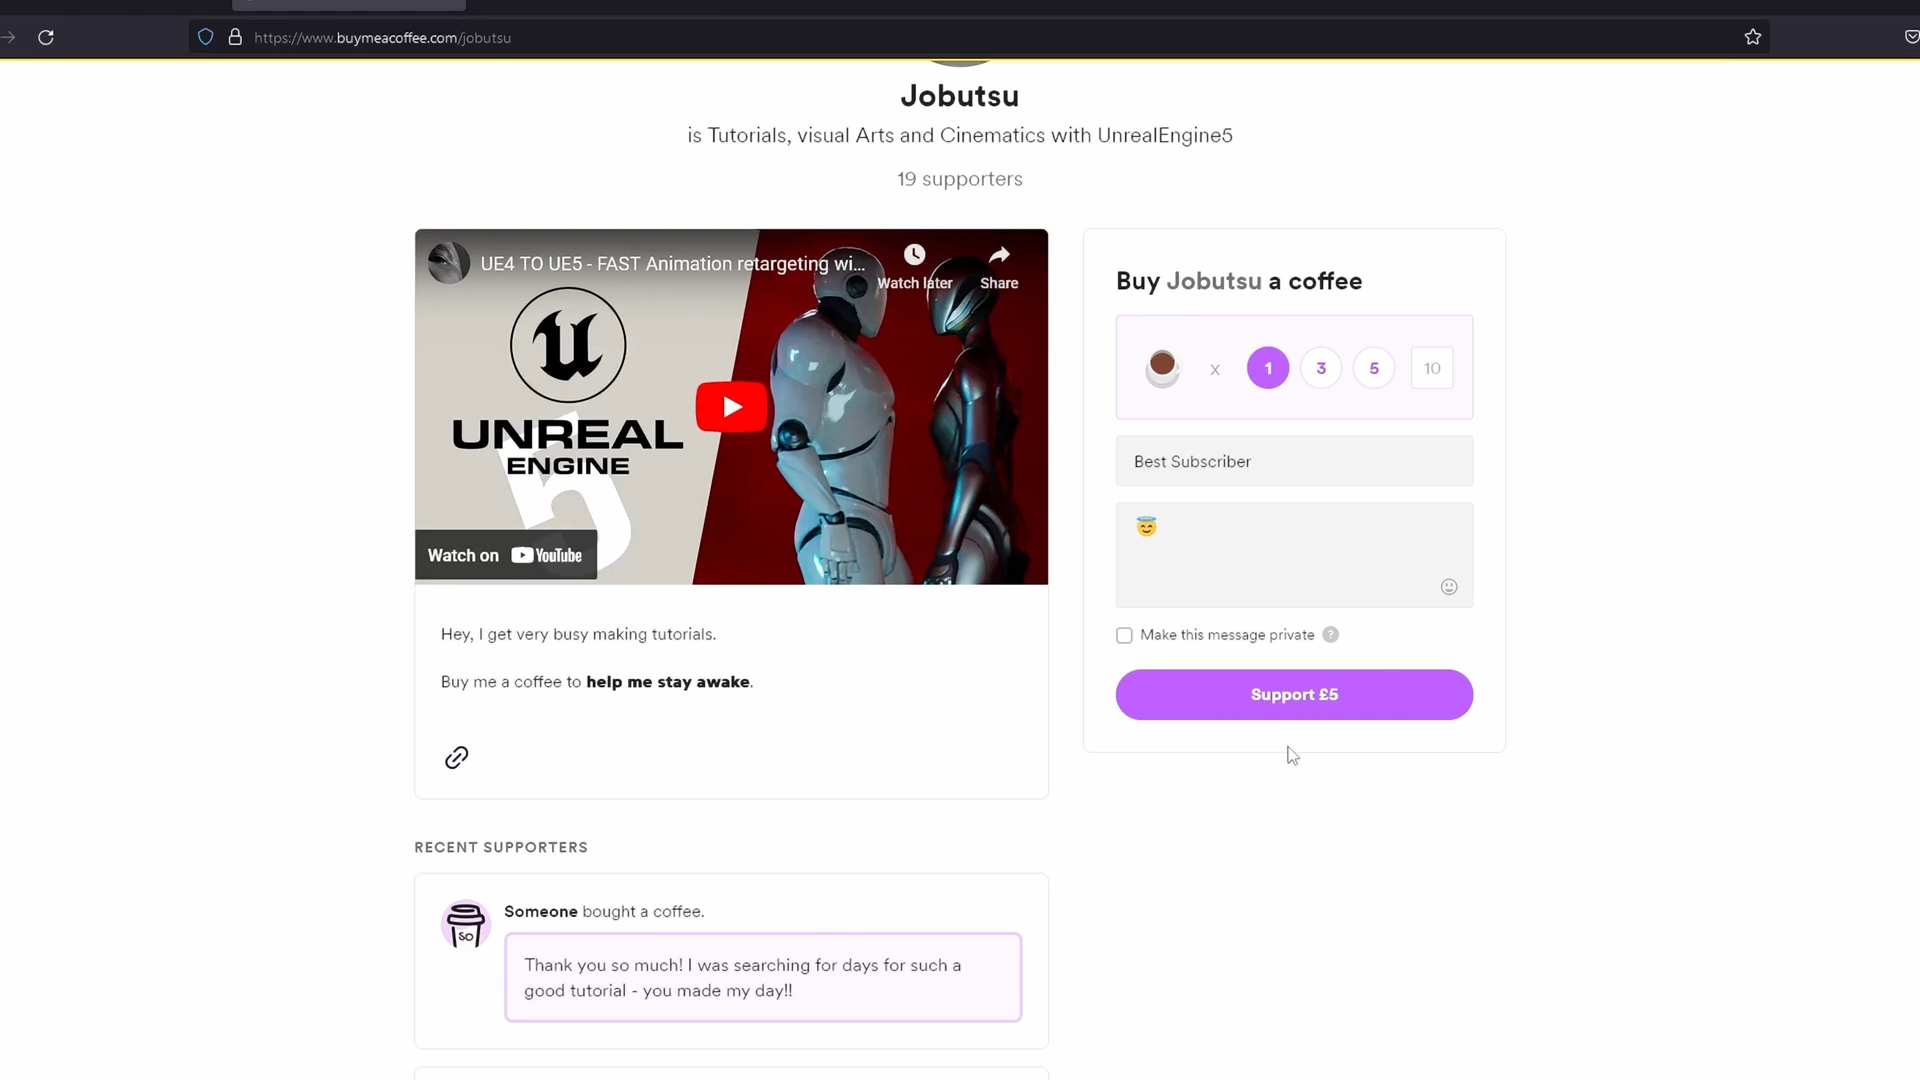 https://www.buymeacoffee.com/jobutsu
Jobutsu
is Tutorials, visual Arts and Cinematics with UnrealEngine5
19 supporters
UE4 TO UE5 - FAST Animation retargeting wi...
Watch later
Share
UNREAL
ENGINE
5
Watch on YouTube
Hey, I get very busy making tutorials.
Buy me a coffee to help me stay awake.
Buy Jobutsu a coffee
x 1 3 5 10
Best Subscriber
😇
Make this message private ?
Support £5
RECENT SUPPORTERS
SO
Someone bought a coffee.
Thank you so much! I was searching for days for such a
good tutorial - you made my day!!